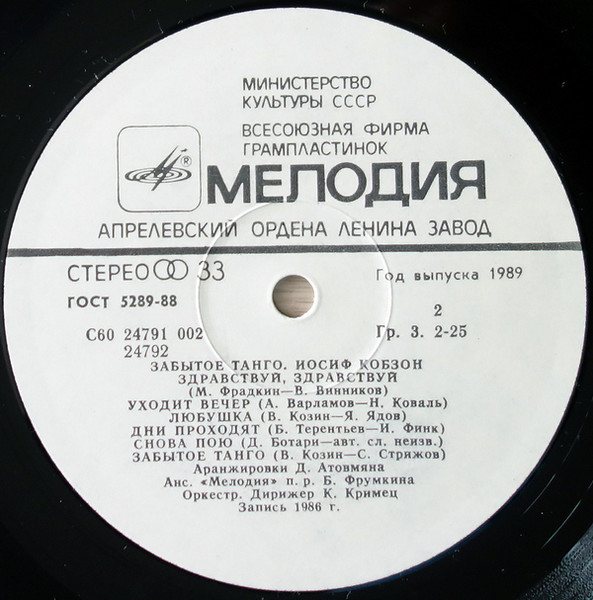 МИНИСТЕРСТВО
КУЛЬТУРЫ СССР
ВСЕСОЮЗНАЯ ФИРМА
ГРАМПЛАСТИНОК
®
МЕЛОДИЯ
АПРЕЛЕВСКИЙ ОРДЕНА ЛЕНИНА ЗАВОД
СТЕРЕО 33
Год выпуска 1989
ГОСТ 5289-88
2
С60 24791 002
Гр. 3. 2-25
24792
ЗАБЫТОЕ ТАНГО. ИОСИФ КОБЗОН
ЗДРАВСТВУЙ, ЗДРАВСТВУЙ
(М. Фрадкин—В. Винников)
УХОДИТ ВЕЧЕР (А. Варламов—Н. Коваль)
ЛЮБУШКА (В. Козин—Я. Ядов)
ДНИ ПРОХОДЯТ (Б. Терентьев—И. Финк)
СНОВА ПОЮ (Д. Ботари—авт. сл. неизв.)
ЗАБЫТОЕ ТАНГО (В. Козин—С. Стряжов)
Аранжировки Д. Атовмяна
Анс. «Мелодия» п. р. Б. Фрумкина
Оркестр. Дирижер К. Кримец
Запись 1986 г.